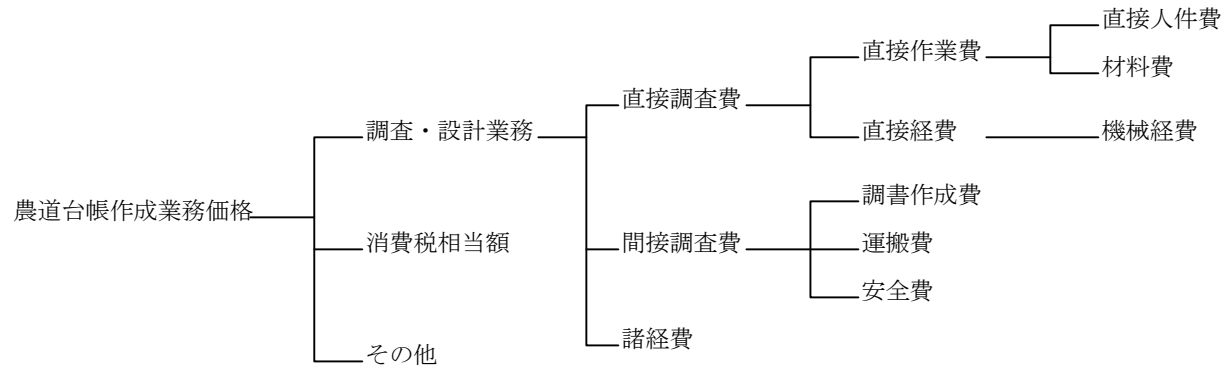 直接人件費
直接作業費
材料費
直接調査費
調査・設計業務
直接経費
機械経費
調書作成費
農道台帳作成業務価格
消費税相当額
間接調査費
運搬費
安全費
諸経費
その他